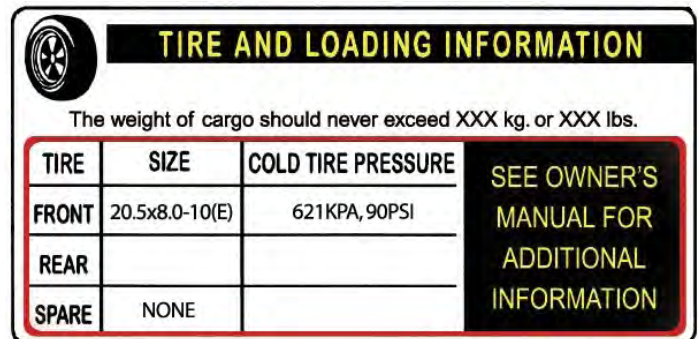 TIRE AND LOADING INFORMATION
The weight of cargo should never exceed XXX kg. or XXX lbs.
TIRE SIZE COLD TIRE PRESSURE
FRONT 20.5x8.0-10(E) 621KPA, 90PSI
REAR
SPARE NONE
SEE OWNER'S
MANUAL FOR
ADDITIONAL
INFORMATION